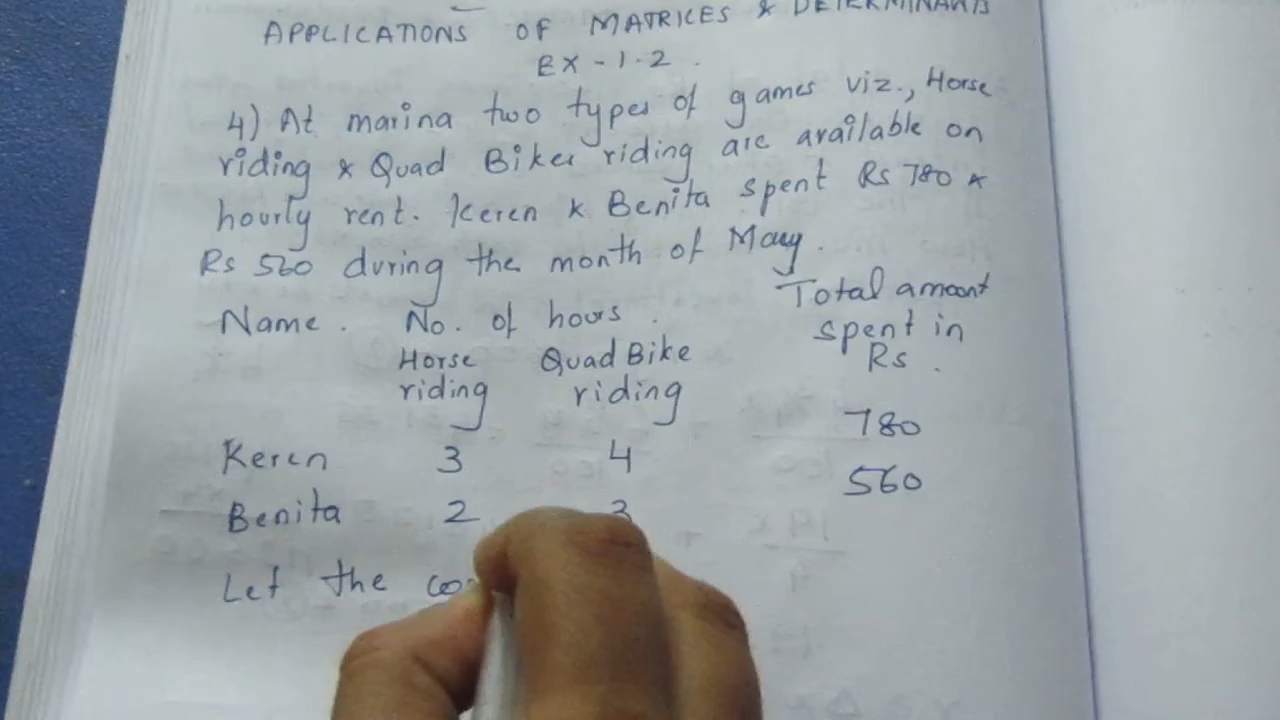 APPLICATIONS OF MATRICES & DETERMINANTS
EX - 1.2.
4) At marina two types of games viz., Horse
riding & Quad Bikes riding are available on
hourly rent. Keren & Benita spent Rs 780 &
Rs 560 during the month of May.
Name. No. of hours. Total amount
spent in
Rs.
Horse Quad Bike
riding riding
Keren 3 4 780
Benita 2 3 560
Let the